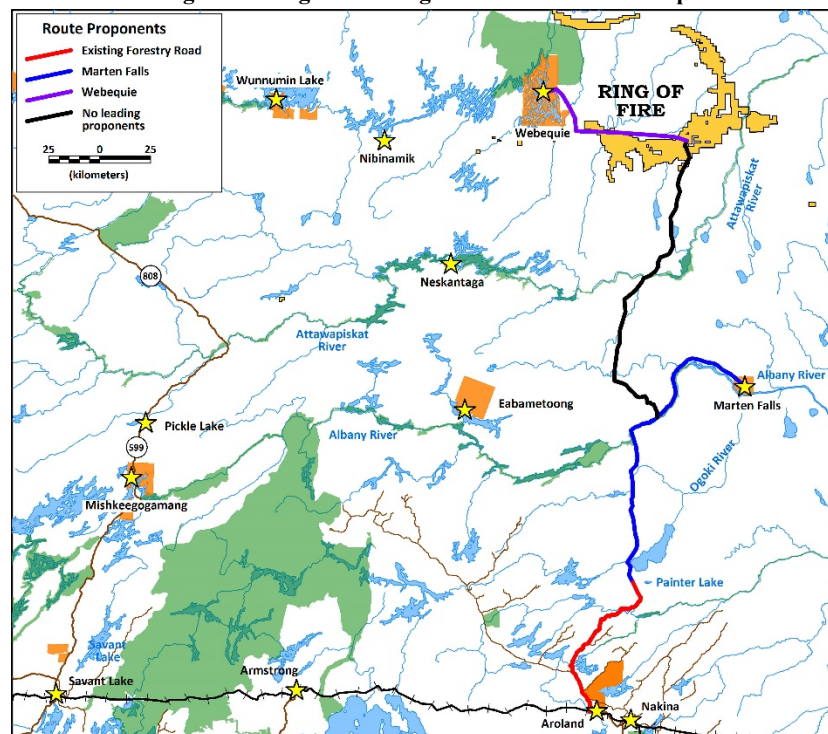 Route Proponents
Existing Forestry Road
Marten Falls
Webequie
No leading
proponents
25 0 25
(kilometers)
Wunnumin Lake
Nibinamik
Webequie
RING OF
FIRE
Attawapiskat
River
808
Neskantaga
Attawapiskat
River
Pickle Lake
599
Mishkeegogamang
Eabametoong
Albany River
Albany River
Marten Falls
Ogoki River
Painter Lake
Savant
Lake
Savant Lake
Armstrong
Aroland
Nakina